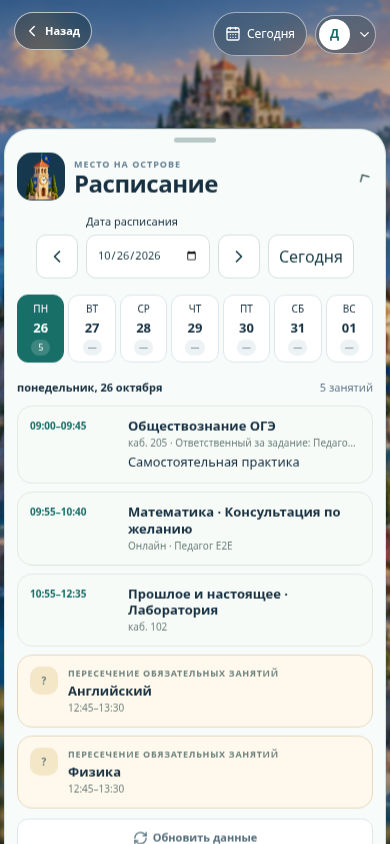 Назад
Сегодня
Д
МЕСТО НА ОСТРОВЕ
Расписание
Дата расписания
10/26/2026
Сегодня
ПН
26
5
ВТ
27
—
СР
28
—
ЧТ
29
—
ПТ
30
—
СБ
31
—
ВС
01
—
понедельник, 26 октября
5 занятий
09:00–09:45
Обществознание ОГЭ
каб. 205 · Ответственный за задание: Педаго...
Самостоятельная практика
09:55–10:40
Математика · Консультация по
желанию
Онлайн · Педагог E2E
10:55–12:35
Прошлое и настоящее ·
Лаборатория
каб. 102
?
ПЕРЕСЕЧЕНИЕ ОБЯЗАТЕЛЬНЫХ ЗАНЯТИЙ
Английский
12:45–13:30
?
ПЕРЕСЕЧЕНИЕ ОБЯЗАТЕЛЬНЫХ ЗАНЯТИЙ
Физика
12:45–13:30
Обновить данные